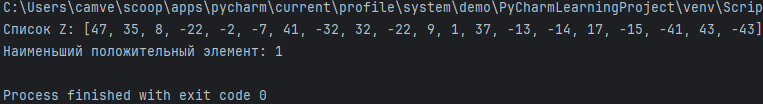 C:\Users\camve\scoop\apps\pycharm\current\profile\system\demo\PyCharmLearningProject\venv\Scrip
Список Z: [47, 35, 8, -22, -2, -7, 41, -32, 32, -22, 9, 1, 37, -13, -14, 17, -15, -41, 43, -43]
Наименьший положительный элемент: 1
Process finished with exit code 0